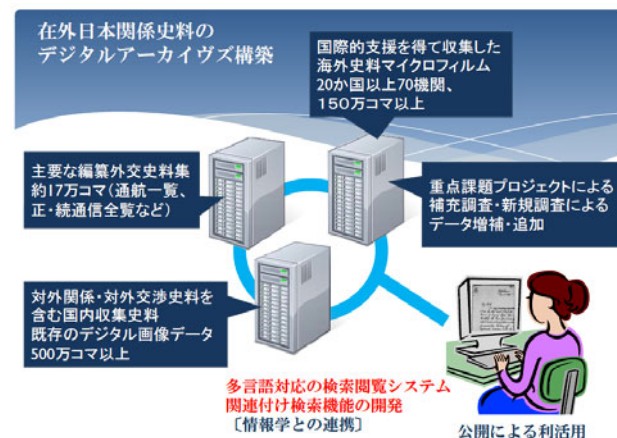 在外日本関係史料の
デジタルアーカイヴズ構築
国際的支援を得て収集した
海外史料マイクロフィルム
20か国以上70機関、
150万コマ以上
主要な編纂外交史料集
約17万コマ(通航一覧、
正・続通信全覧など)
重点課題プロジェクトによる
補充調査・新規調査による
データ増補・追加
対外関係・対外交渉史料を
含む国内収集史料
既存のデジタル画像データ
500万コマ以上
多言語対応の検索閲覧システム
関連付け検索機能の開発
〔情報学との連携〕
公開による利活用